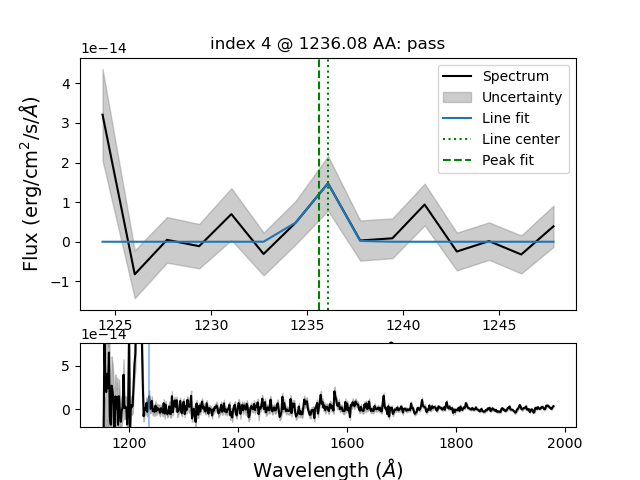 index 4 @ 1236.08 AA: pass
1e−14
Flux (erg/cm²/s/Å)
4
3
2
1
0
−1
Spectrum
Uncertainty
Line fit
Line center
Peak fit
1225 1230 1235 1240 1245
1e−14
5
0
1200 1400 1600 1800 2000
Wavelength (Å)